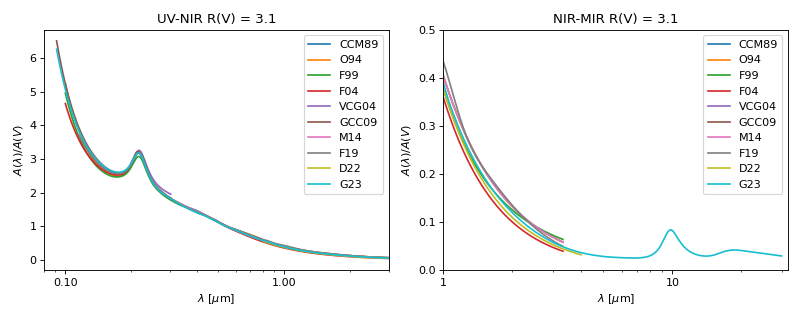 UV-NIR R(V) = 3.1
A(λ)/A(V)
6
5
4
3
2
1
0
0.10
1.00
λ [μm]
CCM89
O94
F99
F04
VCG04
GCC09
M14
F19
D22
G23
NIR-MIR R(V) = 3.1
A(λ)/A(V)
0.5
0.4
0.3
0.2
0.1
0.0
1
10
λ [μm]
CCM89
O94
F99
F04
VCG04
GCC09
M14
F19
D22
G23